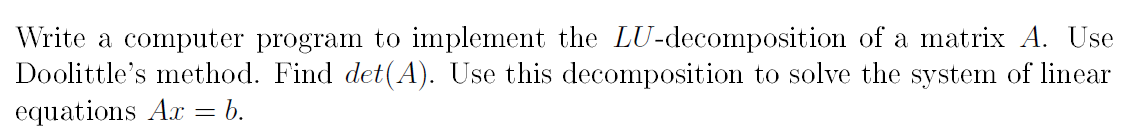 Write a computer program to implement the LU-decomposition of a matrix A. Use
Doolittle's method. Find det(A). Use this decomposition to solve the system of linear
equations Ax = b.